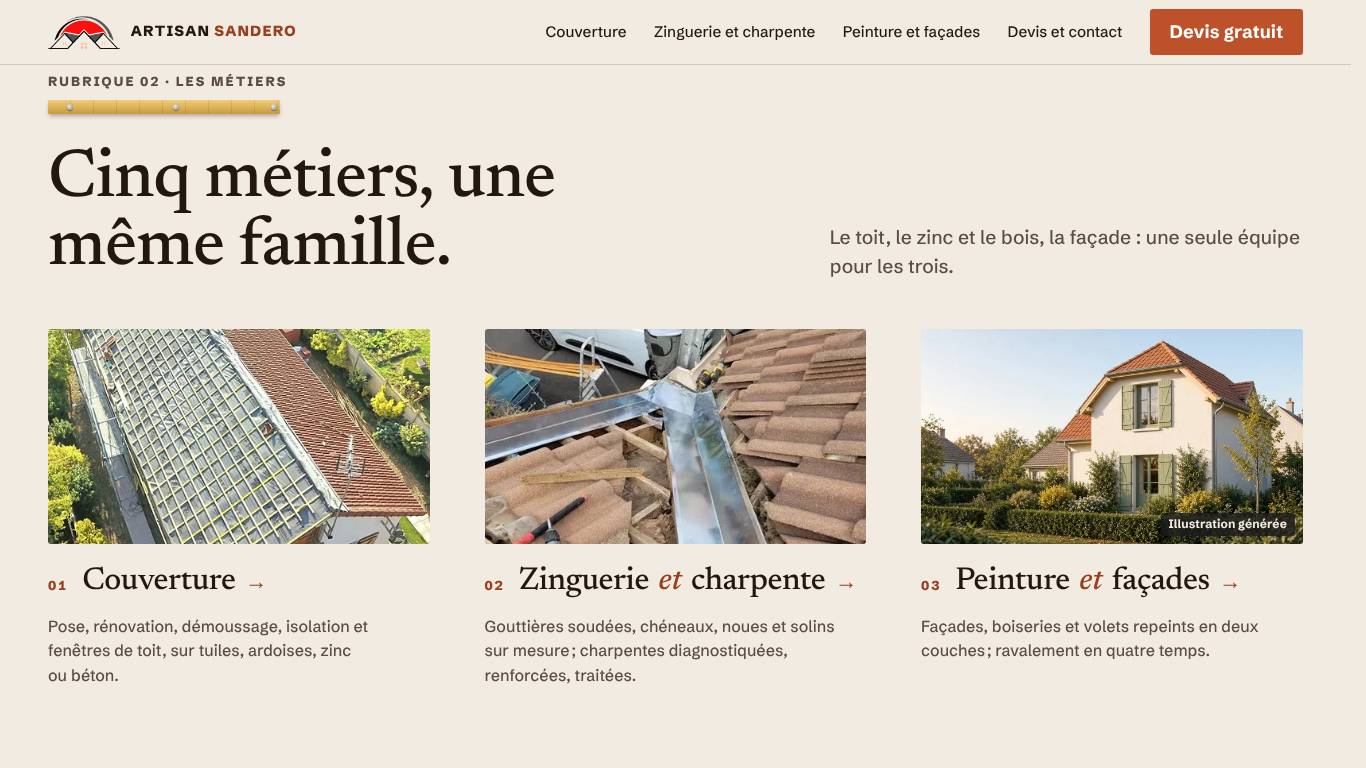 ARTISAN SANDERO
Couverture
Zinguerie et charpente
Peinture et façades
Devis et contact
Devis gratuit
RUBRIQUE 02 · LES MÉTIERS
Cinq métiers, une
même famille.
Le toit, le zinc et le bois, la façade : une seule équipe
pour les trois.
Illustration générée
01 Couverture →
Pose, rénovation, démoussage, isolation et
fenêtres de toit, sur tuiles, ardoises, zinc
ou béton.
02 Zinguerie et charpente →
Gouttières soudées, chéneaux, noues et solins
sur mesure ; charpentes diagnostiquées,
renforcées, traitées.
03 Peinture et façades →
Façades, boiseries et volets repeints en deux
couches ; ravalement en quatre temps.